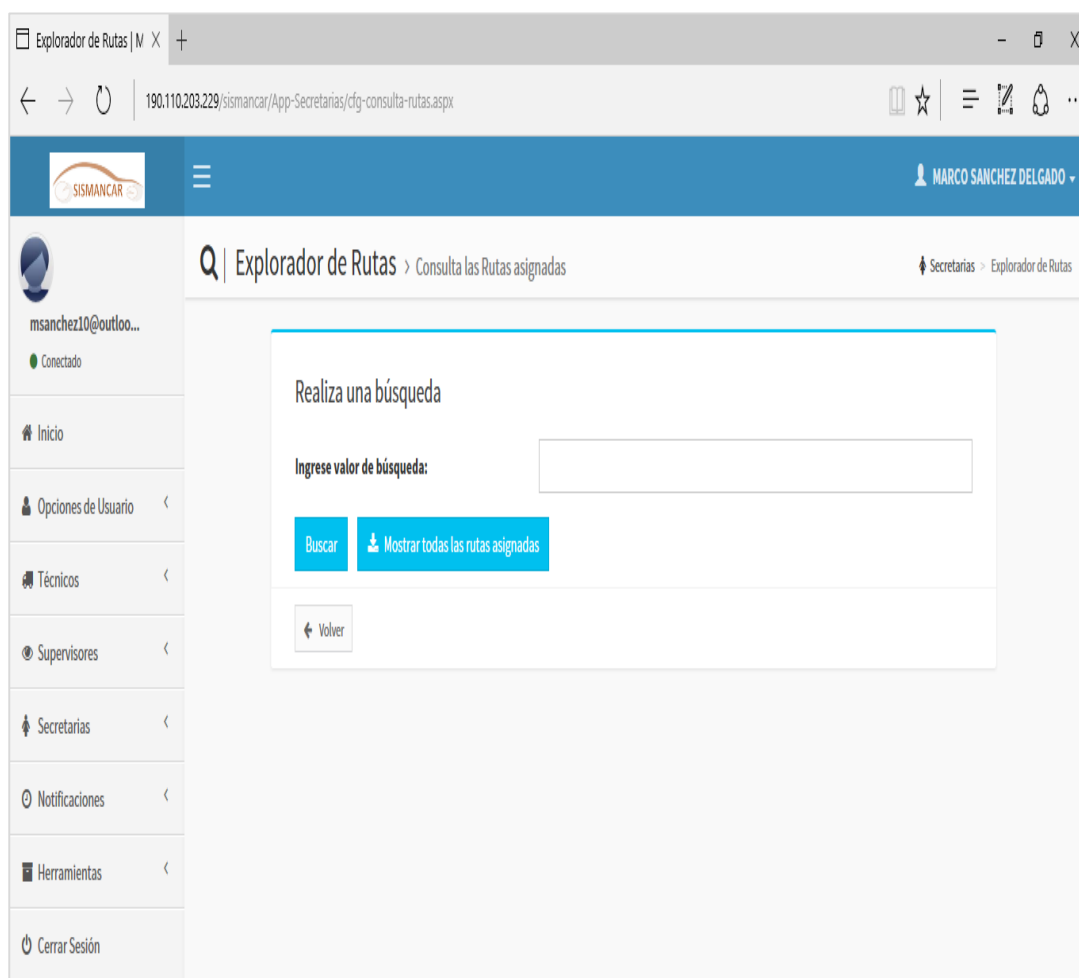 Explorador de Rutas | M
190.110.203.229/sismancar/App-Secretarias/cfg-consulta-rutas.aspx
SISMANCAR
MARCO SANCHEZ DELGADO
Explorador de Rutas > Consulta las Rutas asignadas
Secretarias > Explorador de Rutas
msanchez10@outloo...
Conectado
Inicio
Opciones de Usuario
Técnicos
Supervisores
Secretarias
Notificaciones
Herramientas
Cerrar Sesión
Realiza una búsqueda
Ingrese valor de búsqueda:
Buscar
Mostrar todas las rutas asignadas
Volver